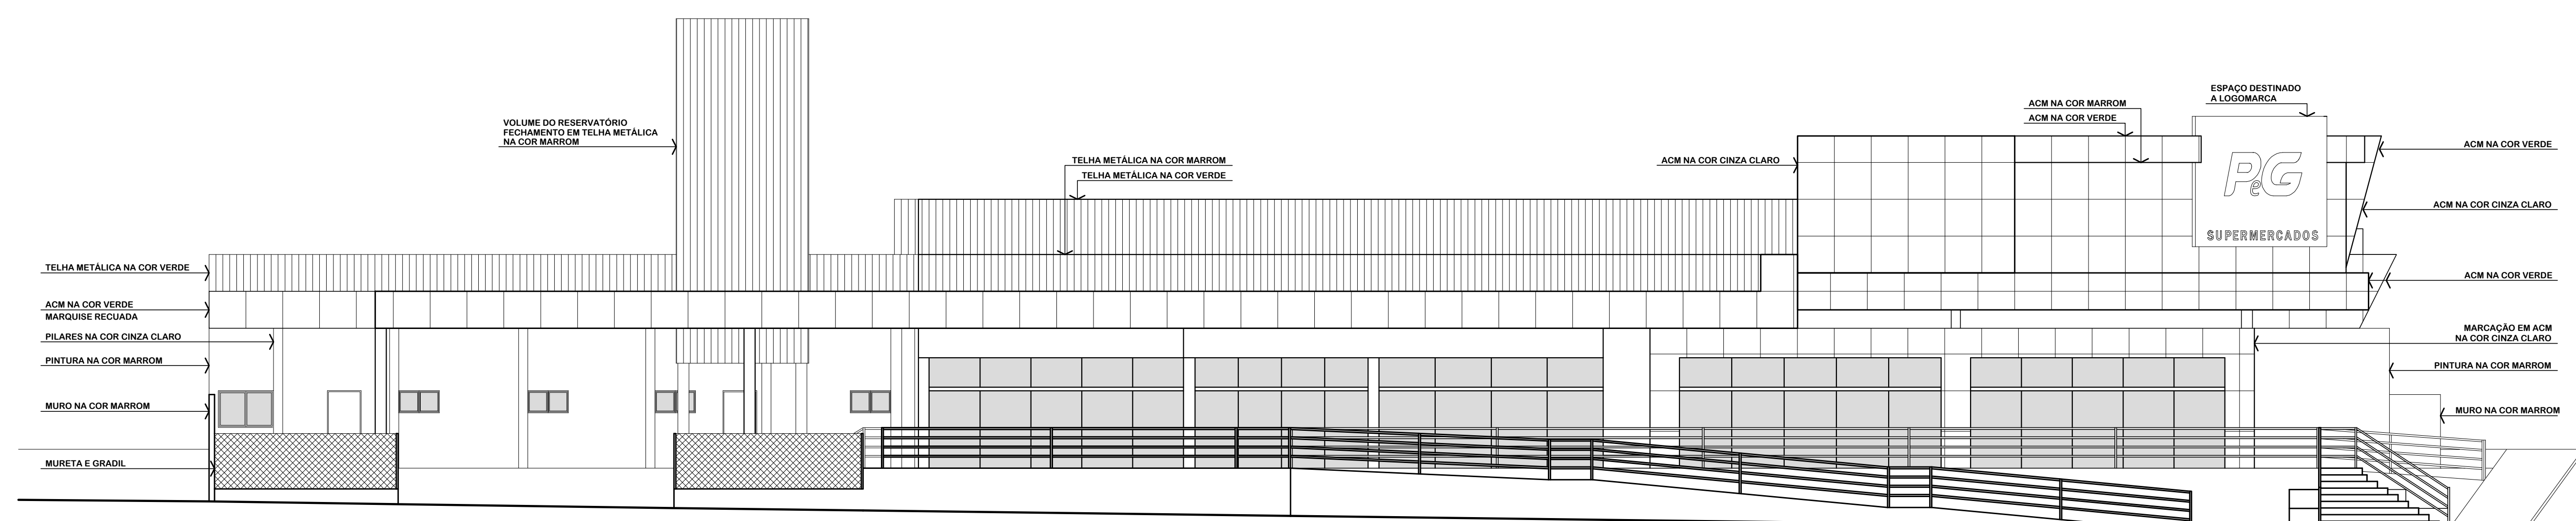 VOLUME DO RESERVATÓRIO
FECHAMENTO EM TELHA METÁLICA
NA COR MARROM
TELHA METÁLICA NA COR MARROM
TELHA METÁLICA NA COR VERDE
ACM NA COR CINZA CLARO
ACM NA COR MARROM
ACM NA COR VERDE
ESPAÇO DESTINADO
A LOGOMARCA
PeG
SUPERMERCADOS
TELHA METÁLICA NA COR VERDE
ACM NA COR VERDE
MARQUISE RECUADA
PILARES NA COR CINZA CLARO
PINTURA NA COR MARROM
MURO NA COR MARROM
MURETA E GRADIL
ACM NA COR VERDE
ACM NA COR CINZA CLARO
ACM NA COR VERDE
MARCAÇÃO EM ACM
NA COR CINZA CLARO
PINTURA NA COR MARROM
MURO NA COR MARROM